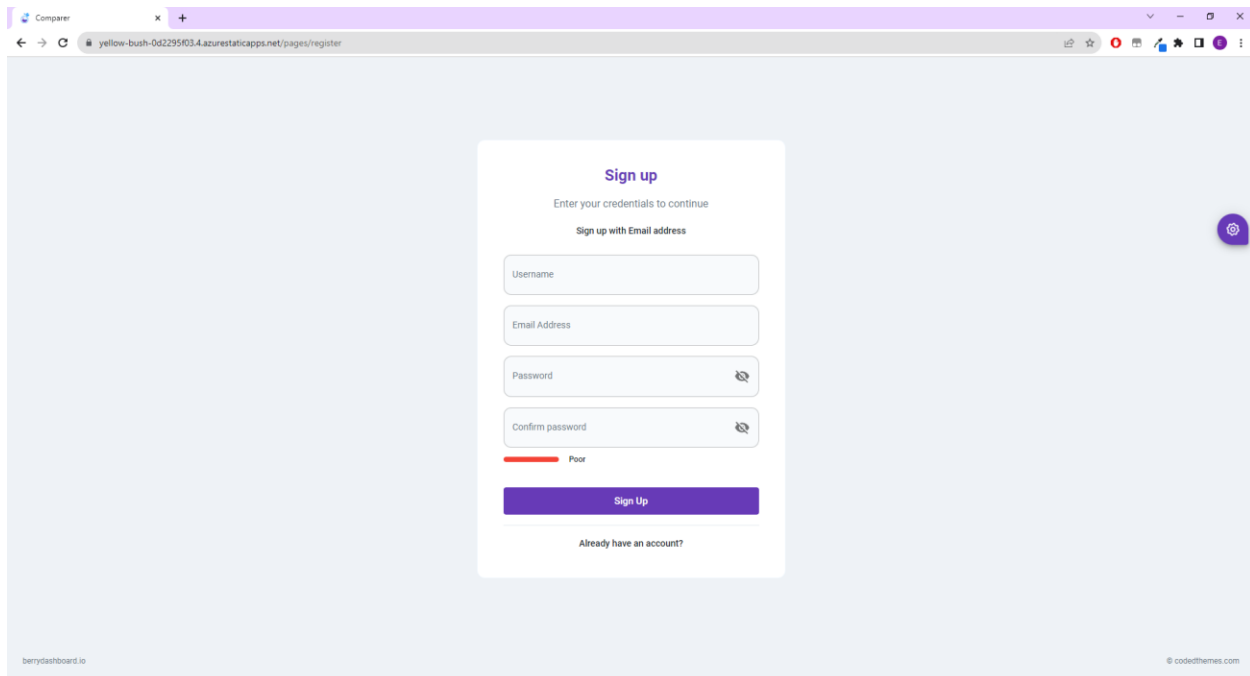 Comparer
yellow-bush-0d2295f03.4.azurestaticapps.net/pages/register
E
Sign up
Enter your credentials to continue
Sign up with Email address
Username
Email Address
Password
Confirm password
Poor
Sign Up
Already have an account?
berrydashboard.io © codedthemes.com